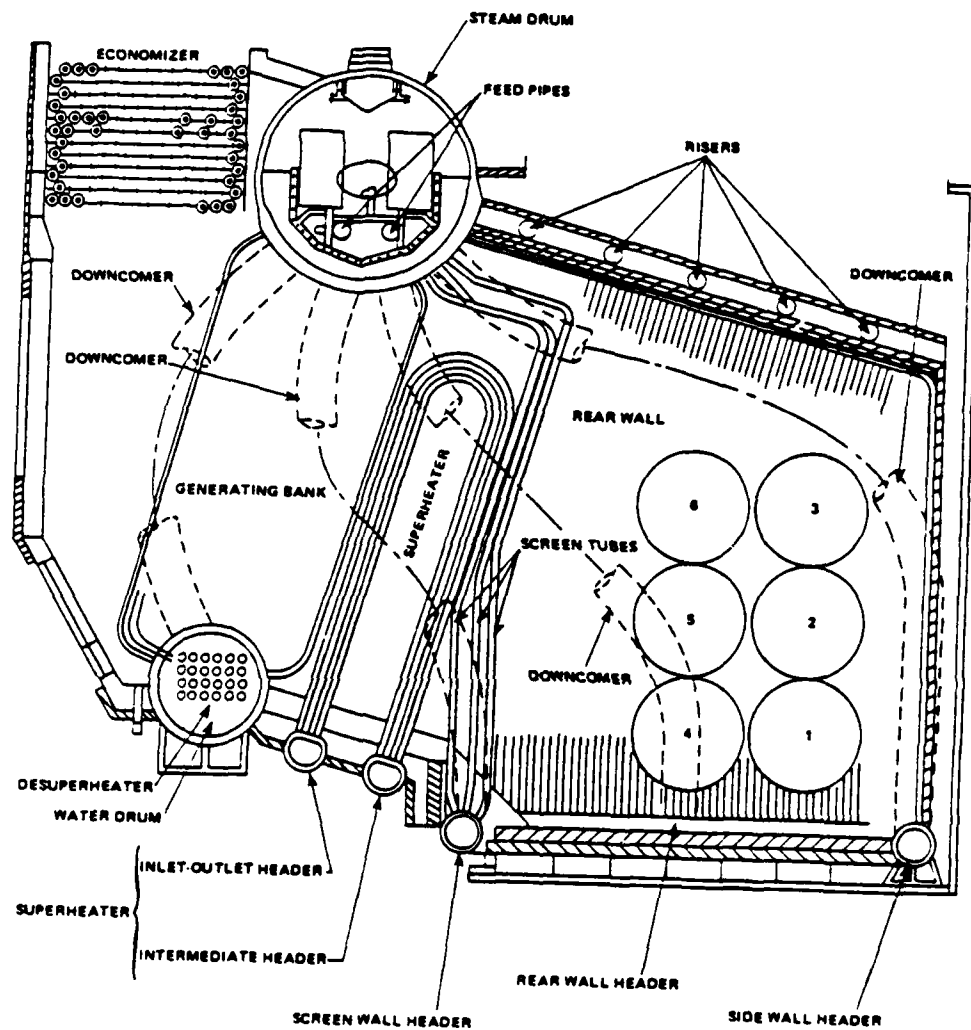 STEAM DRUM
ECONOMIZER
FEED PIPES
RISERS
DOWNCOMER
DOWNCOMER
DOWNCOMER
REAR WALL
GENERATING BANK
SUPERHEATER
6
3
SCREEN TUBES
5
2
DOWNCOMER
4
1
DESUPERHEATER
WATER DRUM
INLET-OUTLET HEADER
SUPERHEATER
INTERMEDIATE HEADER
REAR WALL HEADER
SCREEN WALL HEADER
SIDE WALL HEADER